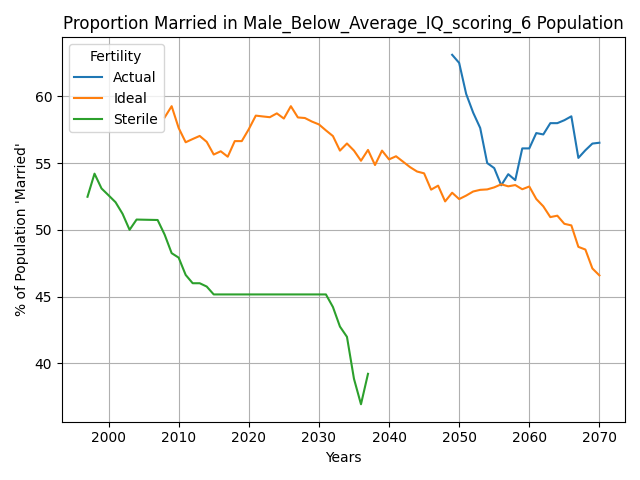 Proportion Married in Male_Below_Average_IQ_scoring_6 Population
Fertility
Actual
Ideal
Sterile
% of Population 'Married'
60
55
50
45
40
2000 2010 2020 2030 2040 2050 2060 2070
Years